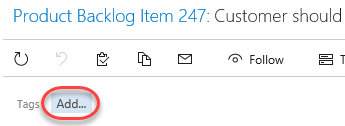 Product Backlog Item 247: Customer should
Follow
Tags Add...